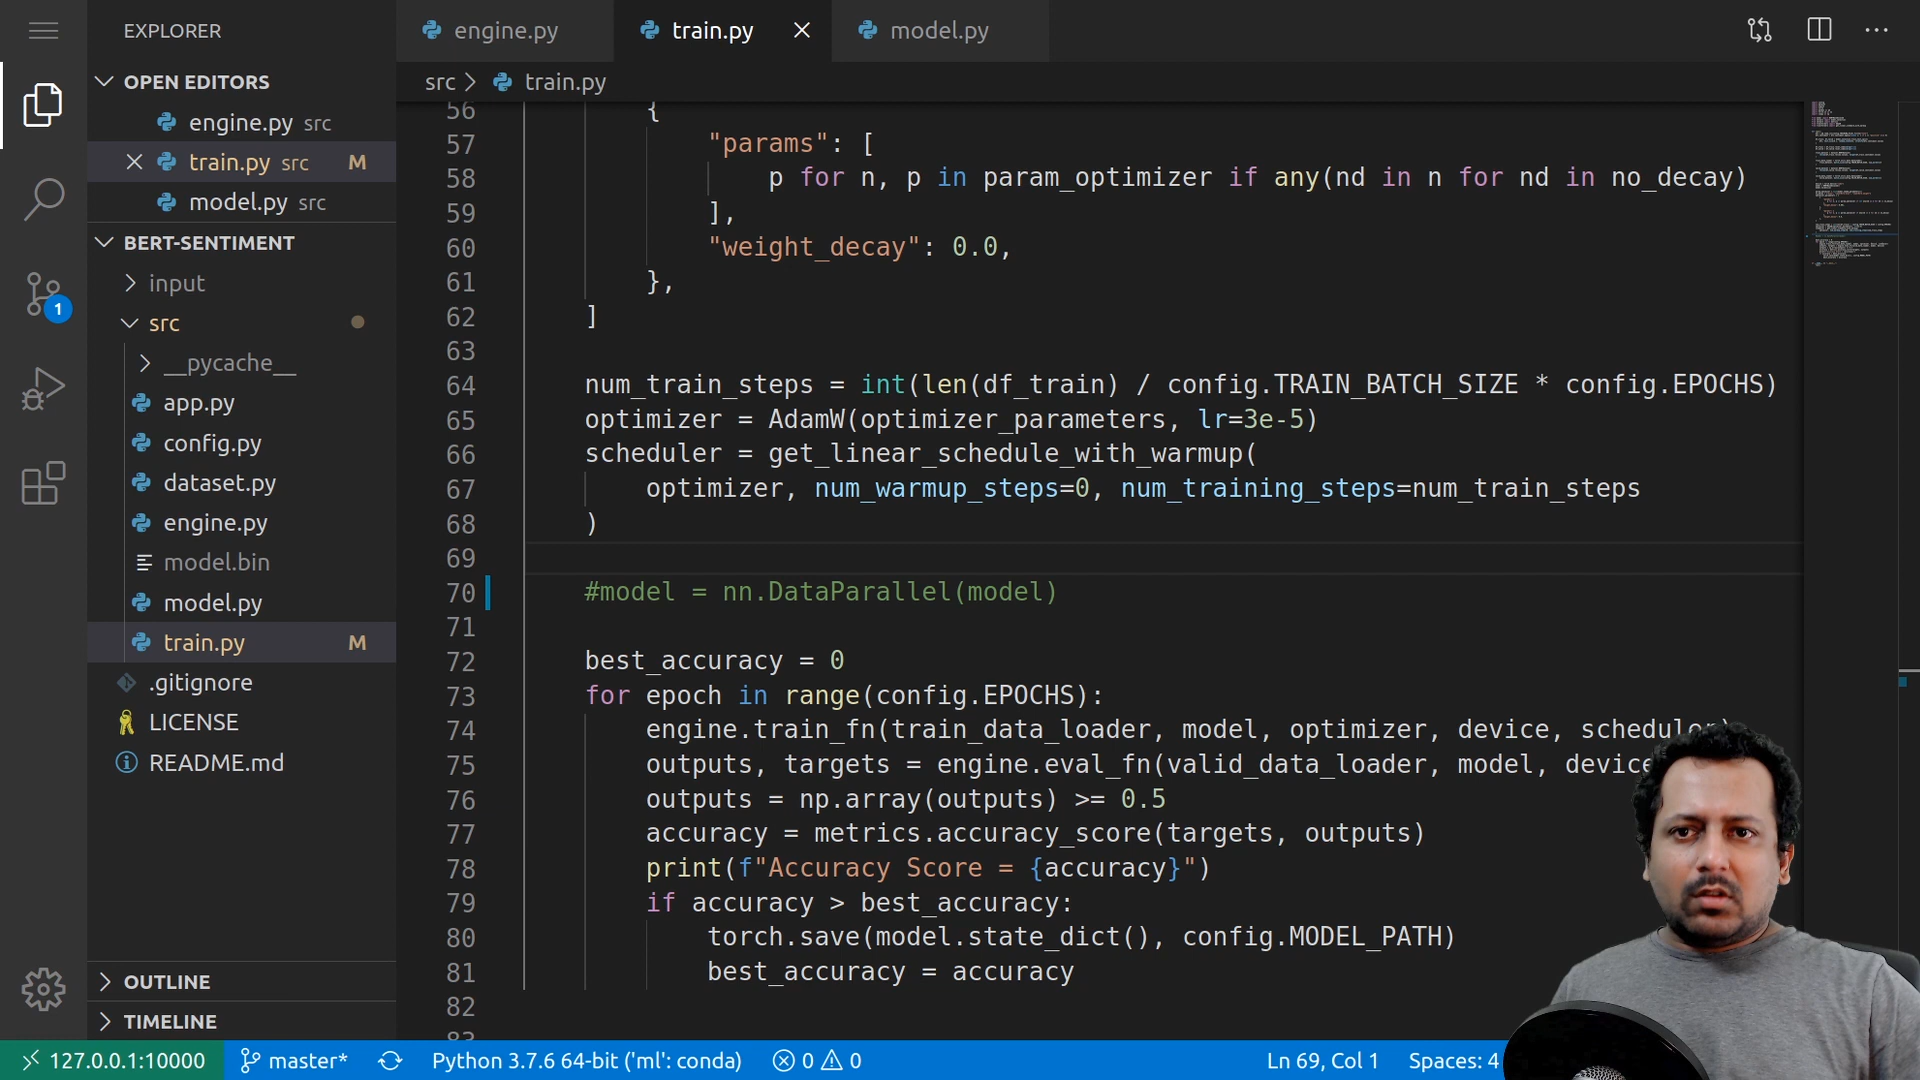 EXPLORER
OPEN EDITORS
engine.py src
train.py src M
model.py src
BERT-SENTIMENT
input
src
__pycache__
app.py
config.py
dataset.py
engine.py
model.bin
model.py
train.py M
.gitignore
LICENSE
README.md
OUTLINE
TIMELINE
1
engine.py train.py model.py
src > train.py
56 {
57 "params": [
58 p for n, p in param_optimizer if any(nd in n for nd in no_decay)
59 ],
60 "weight_decay": 0.0,
61 },
62 ]
63
64 num_train_steps = int(len(df_train) / config.TRAIN_BATCH_SIZE * config.EPOCHS)
65 optimizer = AdamW(optimizer_parameters, lr=3e-5)
66 scheduler = get_linear_schedule_with_warmup(
67 optimizer, num_warmup_steps=0, num_training_steps=num_train_steps
68 )
69
70 #model = nn.DataParallel(model)
71
72 best_accuracy = 0
73 for epoch in range(config.EPOCHS):
74 engine.train_fn(train_data_loader, model, optimizer, device, scheduler)
75 outputs, targets = engine.eval_fn(valid_data_loader, model, device
76 outputs = np.array(outputs) >= 0.5
77 accuracy = metrics.accuracy_score(targets, outputs)
78 print(f"Accuracy Score = {accuracy}")
79 if accuracy > best_accuracy:
80 torch.save(model.state_dict(), config.MODEL_PATH)
81 best_accuracy = accuracy
82
83
127.0.0.1:10000 master* Python 3.7.6 64-bit ('ml': conda) 0 0 Ln 69, Col 1 Spaces: 4